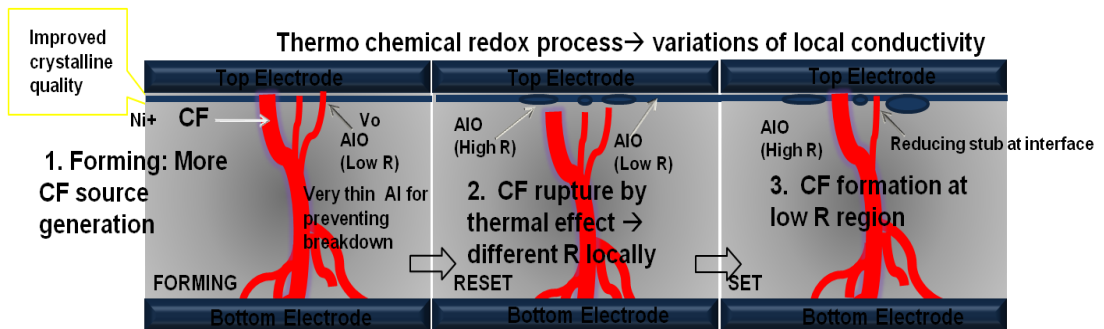 Improved
crystalline
quality
Thermo chemical redox process→ variations of local conductivity
Top Electrode
Top Electrode
Top Electrode
Ni+
CF
Vo
AlO
(Low R)
1. Forming: More
CF source
generation
Very thin Al for
preventing
breakdown
FORMING
Bottom Electrode
AlO
(High R)
AlO
(Low R)
2. CF rupture by
thermal effect →
different R locally
RESET
Bottom Electrode
AlO
(High R)
Reducing stub at interface
3. CF formation at
low R region
SET
Bottom Electrode